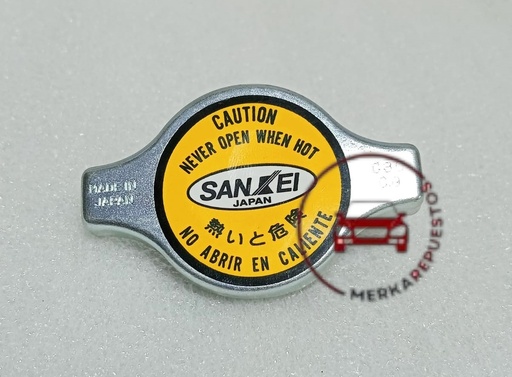 CAUTION
NEVER OPEN WHEN HOT
SANKEI
JAPAN
熱いと危険
NO ABRIR EN CALIENTE
MADE IN
JAPAN
MERKAREPUESTOS